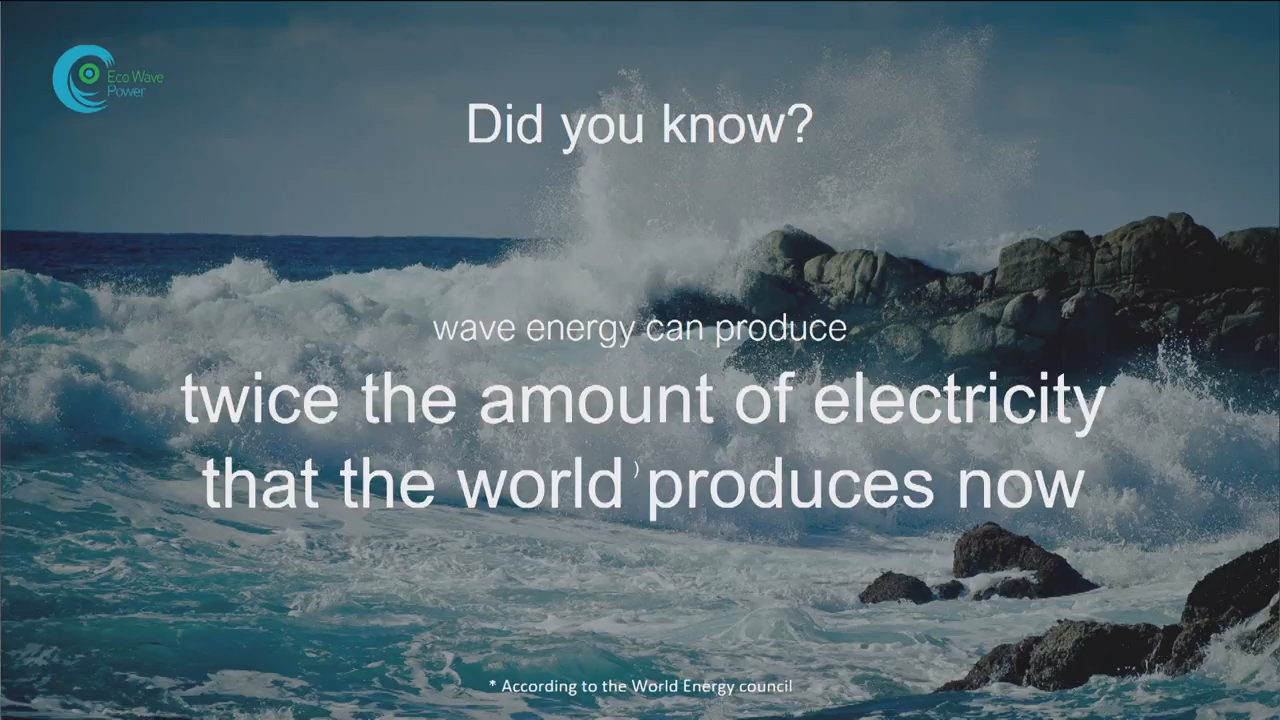 Eco Wave
Power
Did you know?
wave energy can produce
twice the amount of electricity
that the world produces now
* According to the World Energy council